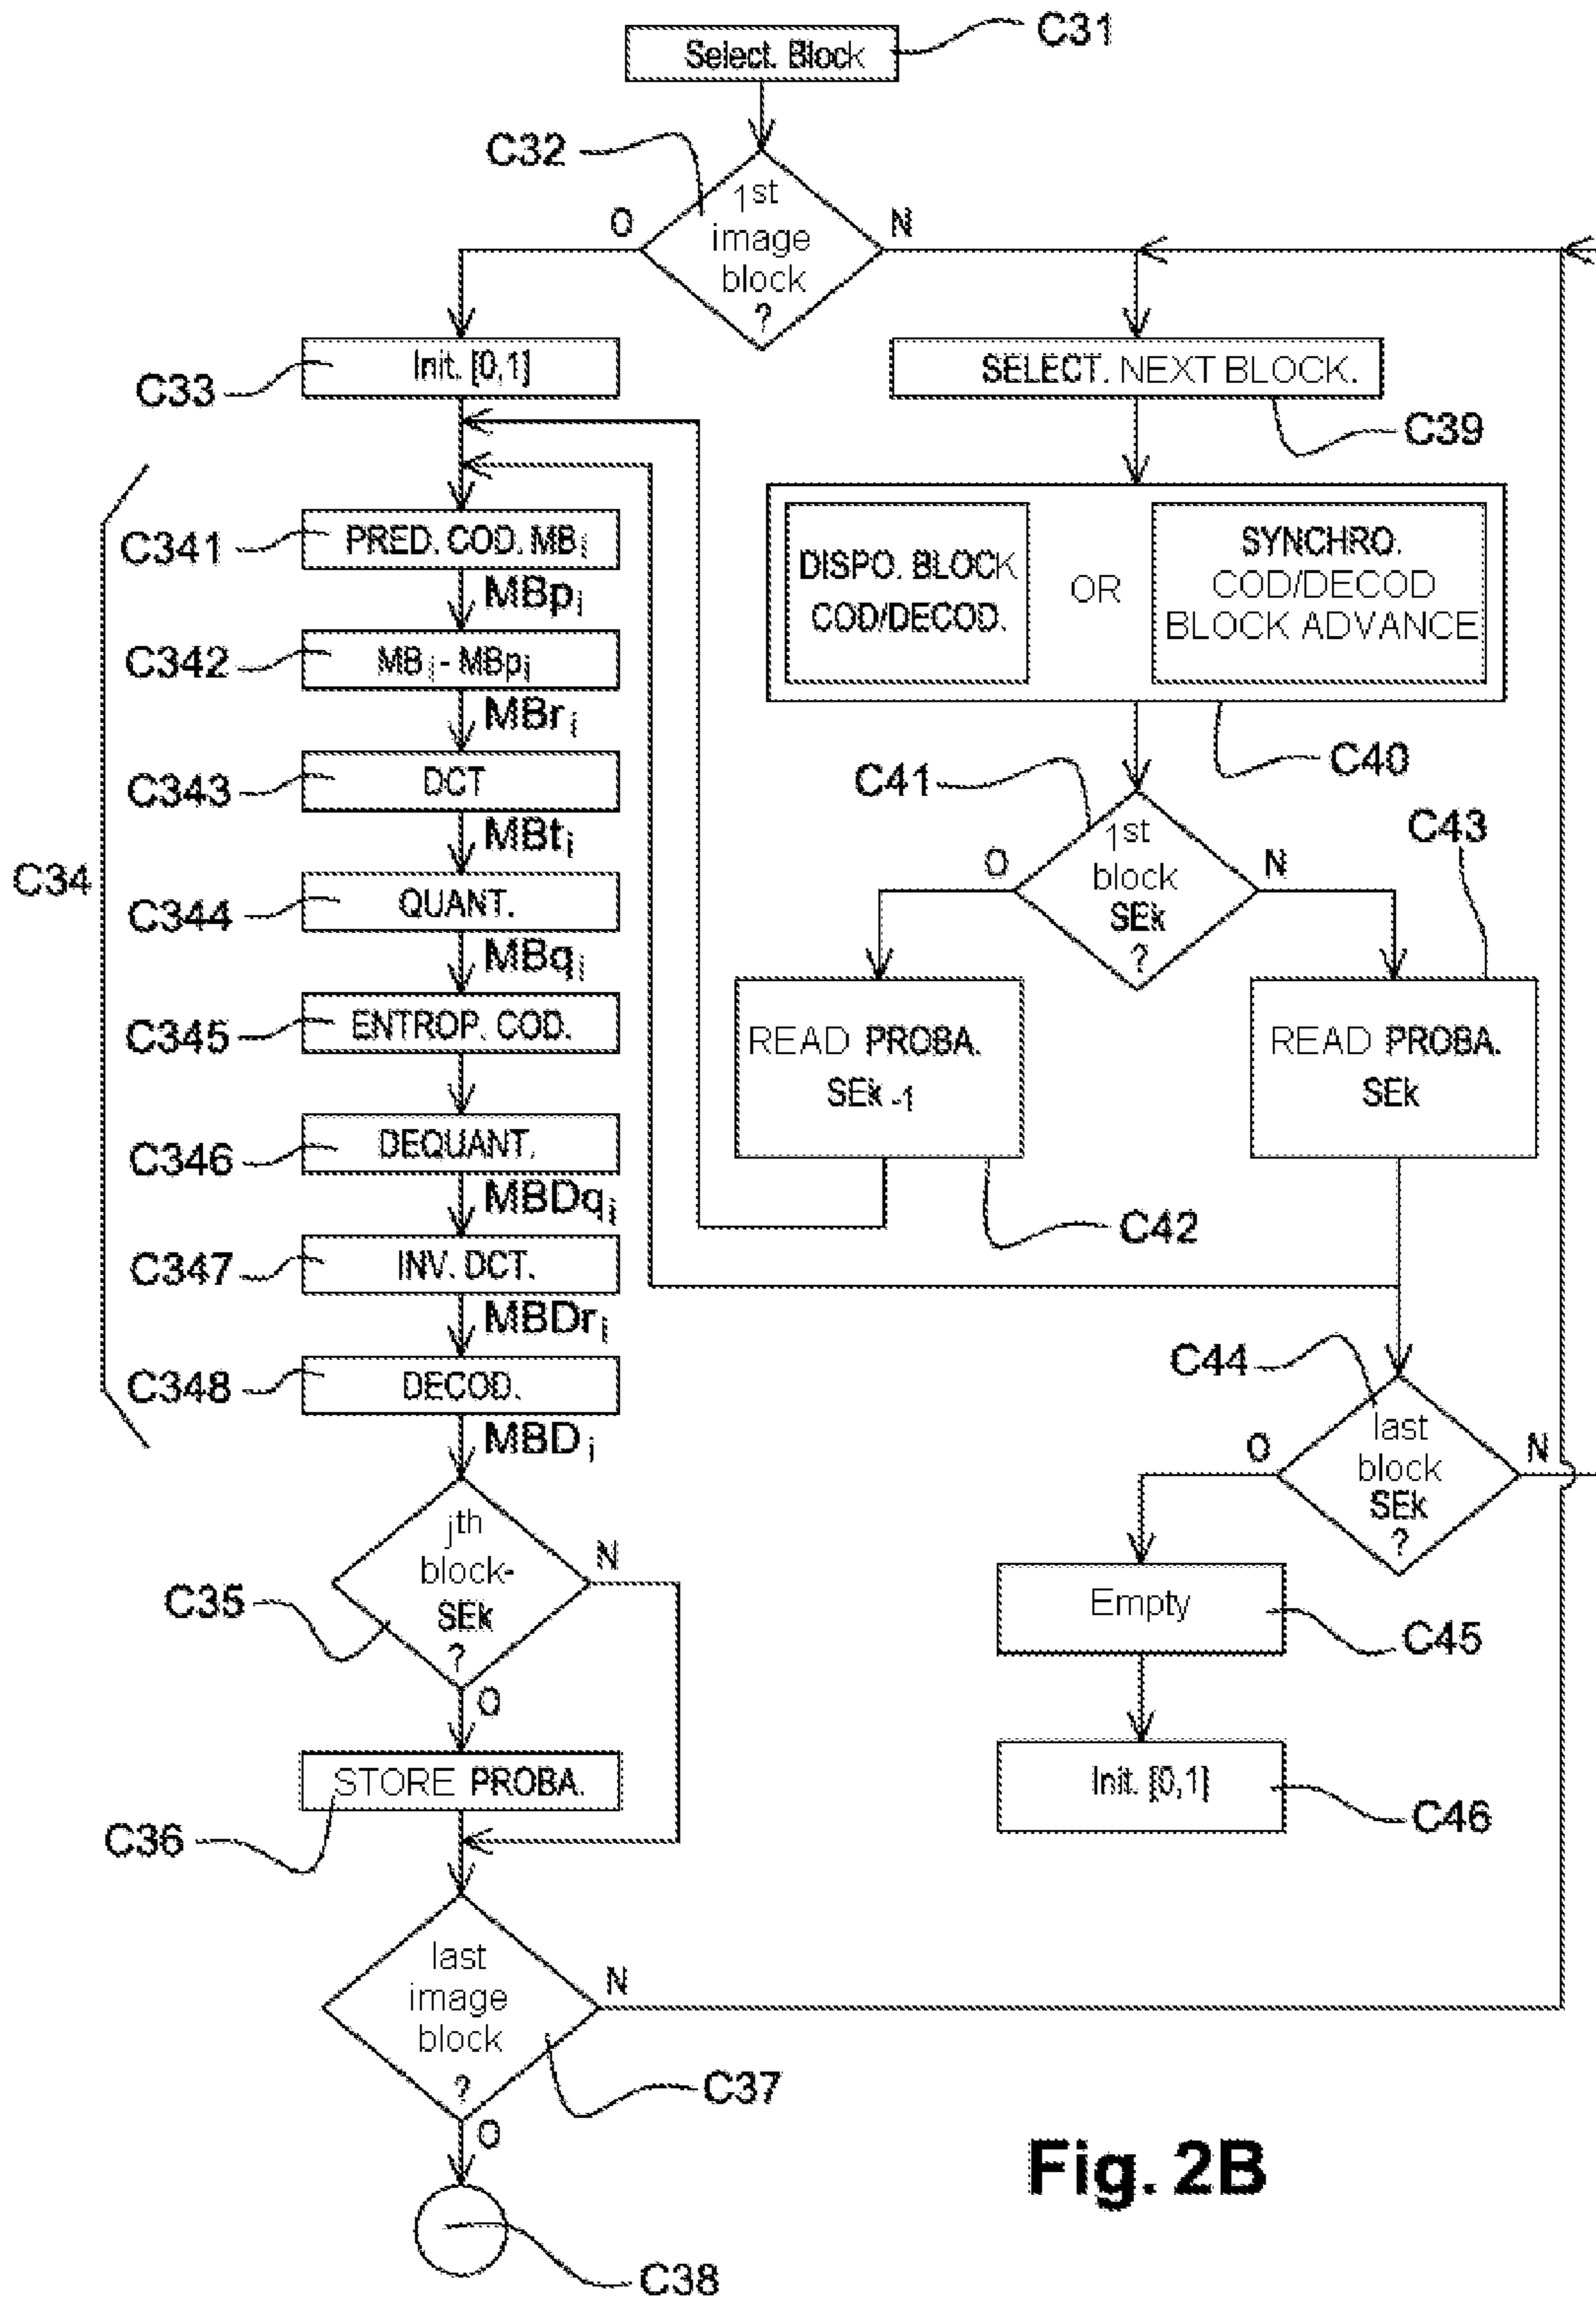 Select. Block
C31
C32
1st
image
block
?
O
N
Init. [0,1]
C33
SELECT. NEXT BLOCK.
C39
C34
C341
PRED. COD. MBi
MBpi
C342
MBi - MBpi
MBri
C343
DCT
MBti
C344
QUANT.
MBqi
C345
ENTROP. COD.
C346
DEQUANT.
MBDqi
C347
INV. DCT.
MBDri
C348
DECOD.
MBDi
DISPO. BLOCK
COD/DECOD.
OR
SYNCHRO.
COD/DECOD
BLOCK ADVANCE
C40
C41
1st
block
SEk
?
O
N
C43
READ PROBA.
SEk-1
C42
READ PROBA.
SEk
C44
last
block
SEk
?
O
N
Empty
C45
Init. [0,1]
C46
C35
jth
block-
SEk
?
N
O
STORE PROBA.
C36
last
image
block
?
N
C37
O
C38
Fig. 2B